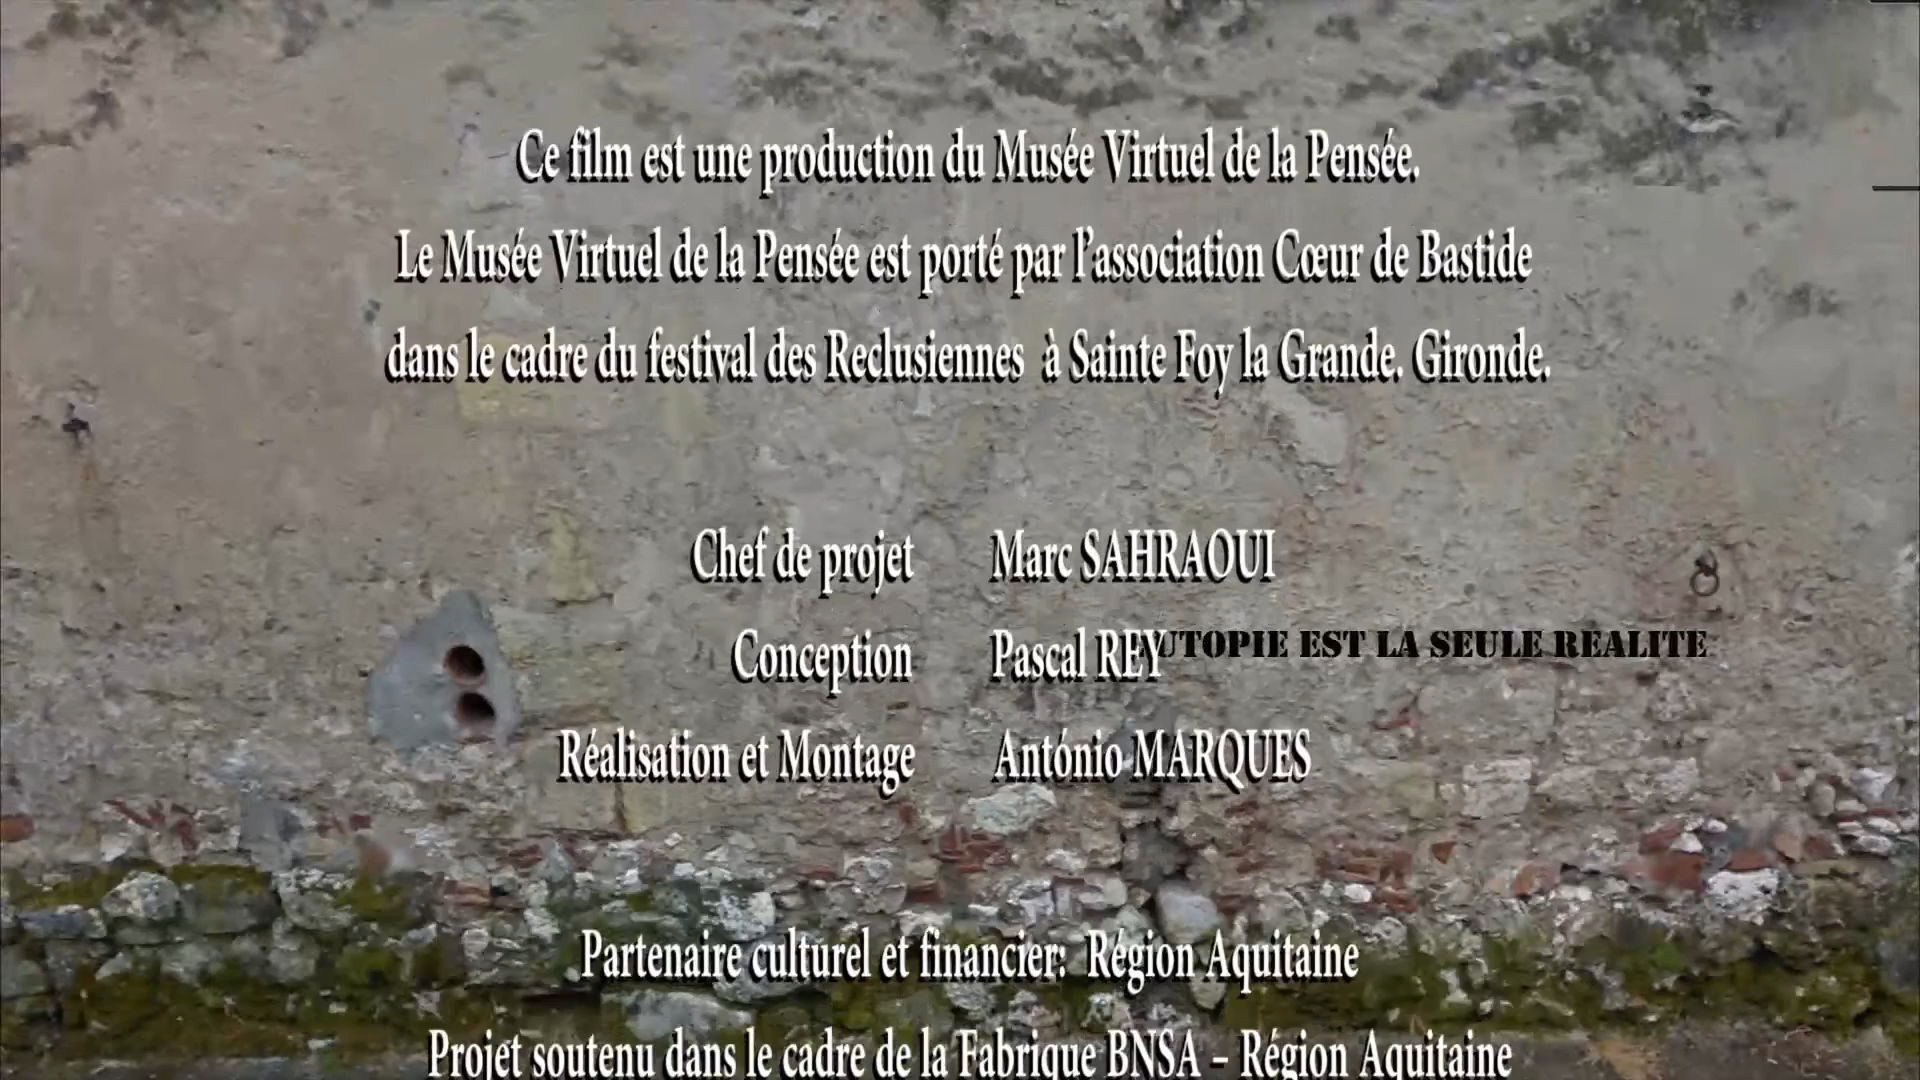 Ce film est une production du Musée Virtuel de la Pensée.
Le Musée Virtuel de la Pensée est porté par l'association Cœur de Bastide
dans le cadre du festival des Reclusiennes à Sainte Foy la Grande. Gironde.
Chef de projet Marc SAHRAOUI
Conception Pascal REY
UTOPIE EST LA SEULE REALITE
Réalisation et Montage António MARQUES
Partenaire culturel et financier: Région Aquitaine
Projet soutenu dans le cadre de la Fabrique BNSA – Région Aquitaine